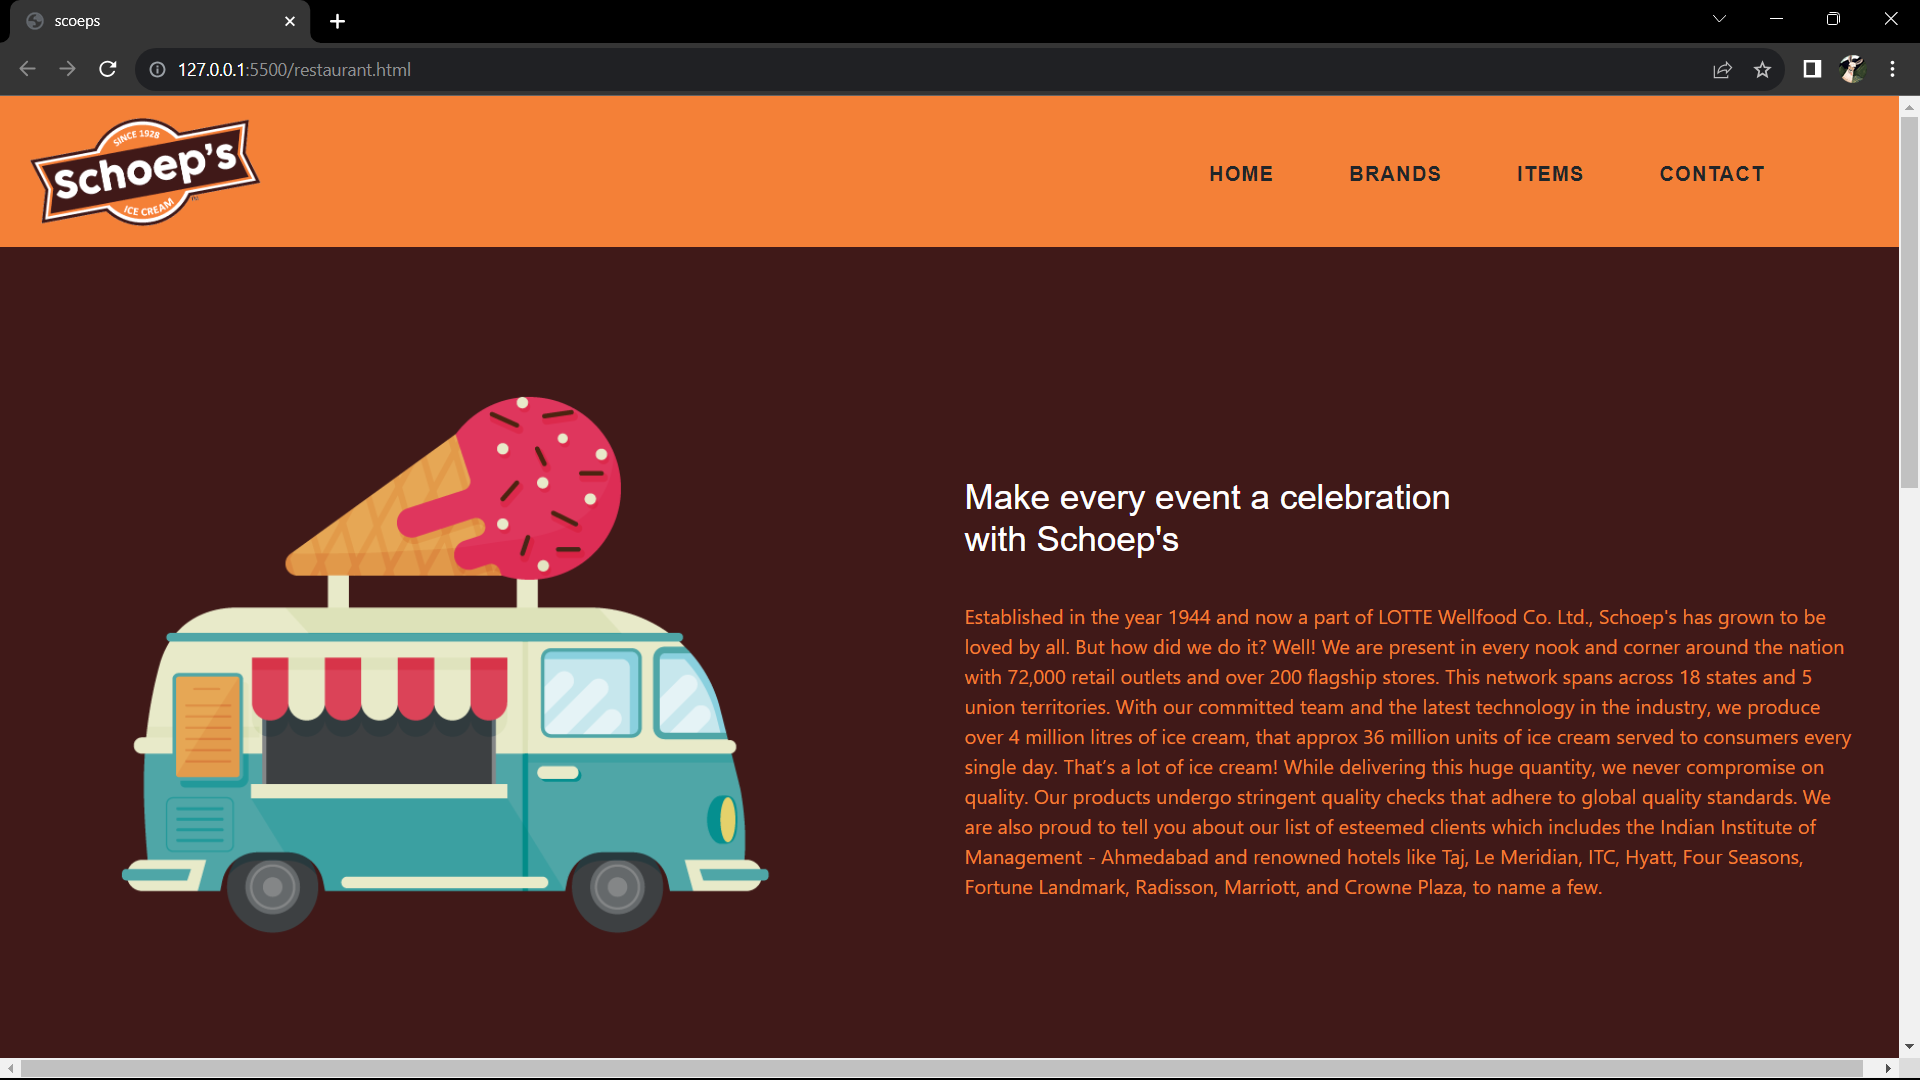 scoeps
127.0.0.1:5500/restaurant.html
SINCE 1928
Schoep's
ICE CREAM
HOME BRANDS ITEMS CONTACT
Make every event a celebration
with Schoep's
Established in the year 1944 and now a part of LOTTE Wellfood Co. Ltd., Schoep's has grown to be
loved by all. But how did we do it? Well! We are present in every nook and corner around the nation
with 72,000 retail outlets and over 200 flagship stores. This network spans across 18 states and 5
union territories. With our committed team and the latest technology in the industry, we produce
over 4 million litres of ice cream, that approx 36 million units of ice cream served to consumers every
single day. That’s a lot of ice cream! While delivering this huge quantity, we never compromise on
quality. Our products undergo stringent quality checks that adhere to global quality standards. We
are also proud to tell you about our list of esteemed clients which includes the Indian Institute of
Management - Ahmedabad and renowned hotels like Taj, Le Meridian, ITC, Hyatt, Four Seasons,
Fortune Landmark, Radisson, Marriott, and Crowne Plaza, to name a few.